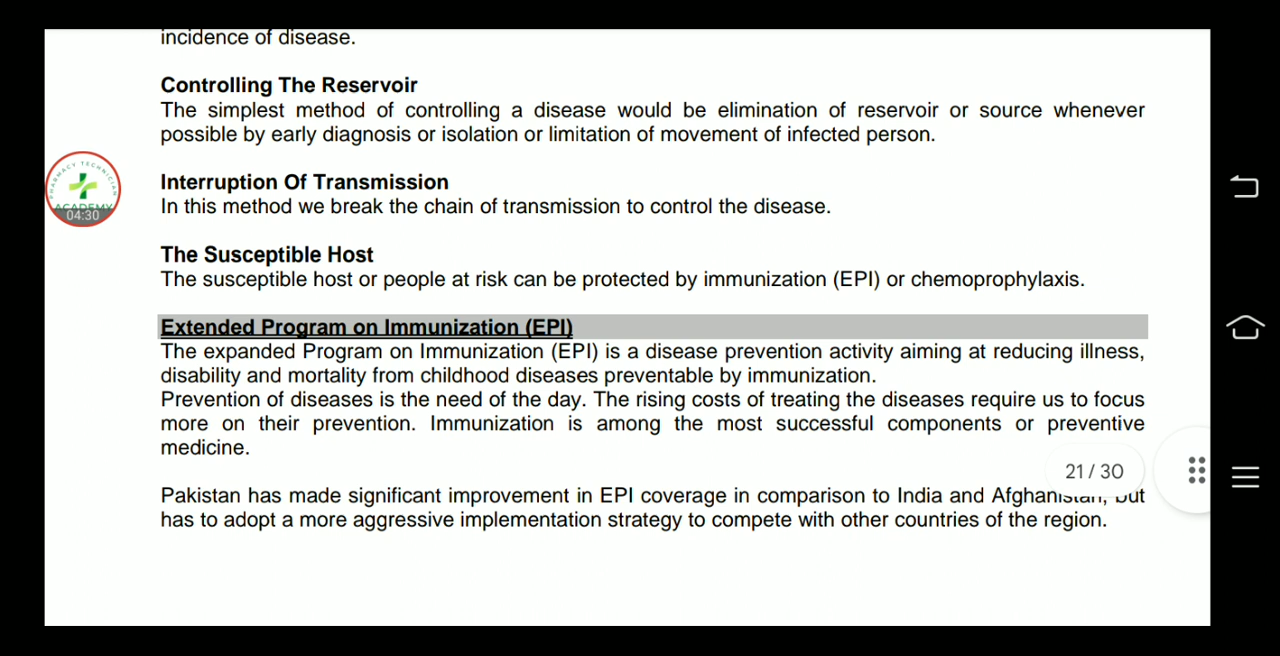 incidence of disease.
Controlling The Reservoir
The simplest method of controlling a disease would be elimination of reservoir or source whenever
possible by early diagnosis or isolation or limitation of movement of infected person.
PHARMACY TECHNICIAN
ACADEMY
04:30
Interruption Of Transmission
In this method we break the chain of transmission to control the disease.
The Susceptible Host
The susceptible host or people at risk can be protected by immunization (EPI) or chemoprophylaxis.
Extended Program on Immunization (EPI)
The expanded Program on Immunization (EPI) is a disease prevention activity aiming at reducing illness,
disability and mortality from childhood diseases preventable by immunization.
Prevention of diseases is the need of the day. The rising costs of treating the diseases require us to focus
more on their prevention. Immunization is among the most successful components or preventive
medicine.
21 / 30
Pakistan has made significant improvement in EPI coverage in comparison to India and Afghanistan, but
has to adopt a more aggressive implementation strategy to compete with other countries of the region.